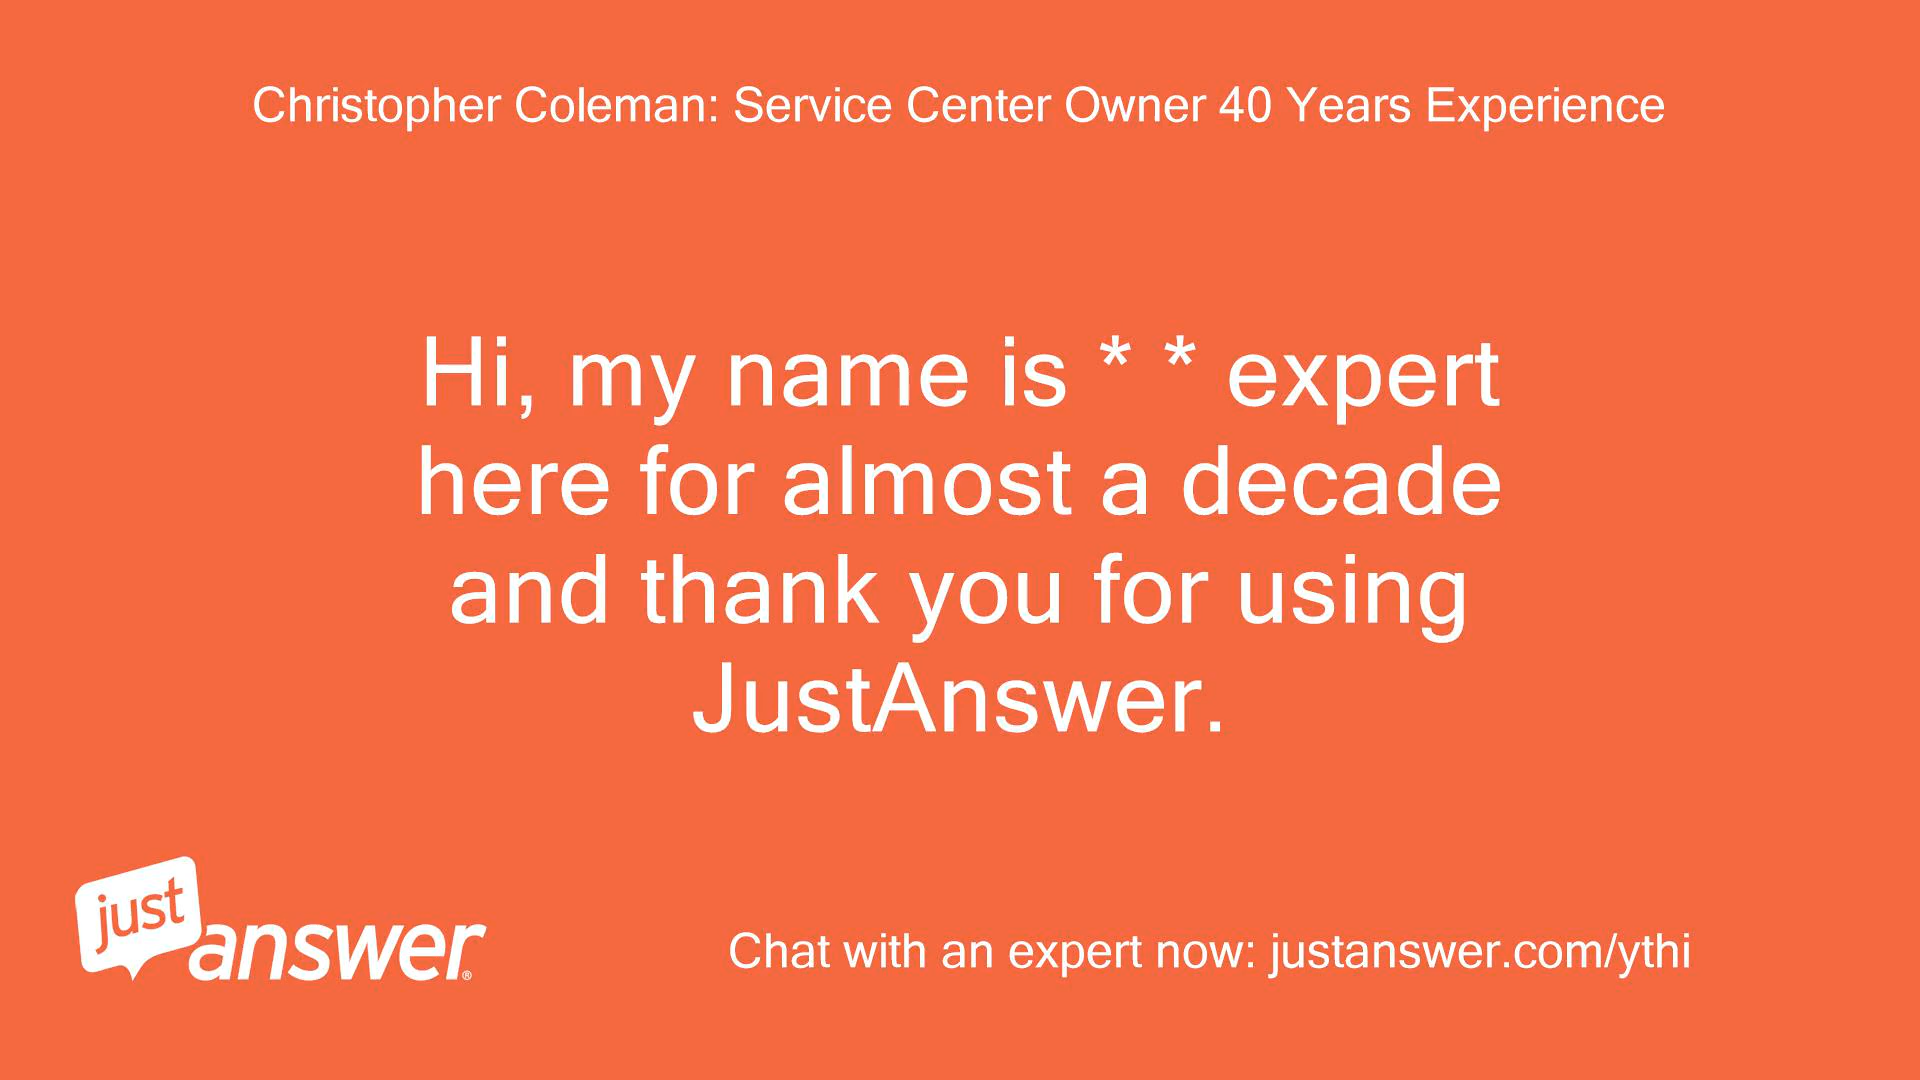 Christopher Coleman: Service Center Owner 40 Years Experience
Hi, my name is * * expert
here for almost a decade
and thank you for using
JustAnswer.
just
answer®
Chat with an expert now: justanswer.com/ythi